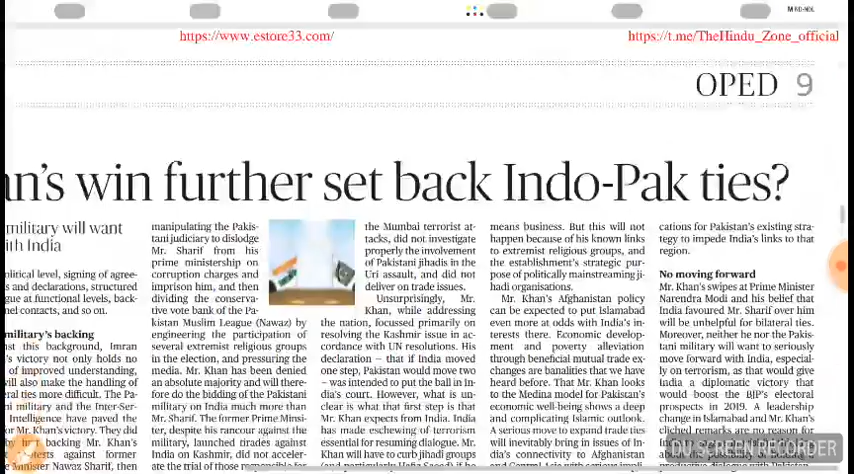 https://www.estore33.com/
https://t.me/TheHindu_Zone_official
OPED 9
n's win further set back Indo-Pak ties?
military will want
ith India
olitical level, signing of agree-
s and declarations, structured
gue at functional levels, back-
nel contacts, and so on.
military's backing
st this background, Imran
's victory not only holds no
of improved understanding,
ill also make the handling of
ral ties more difficult. The Pa-
ni military and the Inter-Ser-
Intelligence have paved the
or Mr. Khan's victory. They did
by backing Mr. Khan's
tests against former
ster Nawaz Sharif, then
manipulating the Pakis-
tani judiciary to dislodge
Mr. Sharif from his
prime ministership on
corruption charges and
imprison him, and then
dividing the conserva-
tive vote bank of the Pa-
kistan Muslim League (Nawaz) by
engineering the participation of
several extremist religious groups
in the election, and pressuring the
media. Mr. Khan has been denied
an absolute majority and will there-
fore do the bidding of the Pakistani
military on India much more than
Mr. Sharif. The former Prime Minis-
ter, despite his rancour against the
military, launched tirades against
India on Kashmir, did not acceler-
ate the trial of those responsible for
the Mumbai terrorist at-
tacks, did not investigate
properly the involvement
of Pakistani jihadis in the
Uri assault, and did not
deliver on trade issues.
Unsurprisingly, Mr.
Khan, while addressing
the nation, focussed primarily on
resolving the Kashmir issue in ac-
cordance with UN resolutions. His
declaration – that if India moved
one step, Pakistan would move two
– was intended to put the ball in In-
dia's court. However, what is un-
clear is what that first step is that
Mr. Khan expects from India. India
has made eschewing of terrorism
essential for resuming dialogue. Mr.
Khan will have to curb jihadi groups
(and particularly Hafiz Saeed) if he
means business. But this will not
happen because of his known links
to extremist religious groups, and
the establishment's strategic pur-
pose of politically mainstreaming ji-
hadi organisations.
Mr. Khan's Afghanistan policy
can be expected to put Islamabad
even more at odds with India's in-
terests there. Economic develop-
ment and poverty alleviation
through beneficial mutual trade ex-
changes are banalities that we have
heard before. That Mr. Khan looks
to the Medina model for Pakistan's
economic well-being shows a deep
and complicating Islamic outlook.
A serious move to expand trade ties
will inevitably bring in issues of In-
dia's connectivity to Afghanistan
and Central Asia with
cations for Pakistan's existing stra-
tegy to impede India's links to that
region.
No moving forward
Mr. Khan's swipes at Prime Minister
Narendra Modi and his belief that
India favoured Mr. Sharif over him
will be unhelpful for bilateral ties.
Moreover, neither he nor the Pakis-
tani military will want to seriously
move forward with India, especial-
ly on terrorism, as that would give
India a diplomatic victory that
would boost the BJP's electoral
prospects in 2019. A leadership
change in Islamabad and Mr. Khan's
cliched remarks are no reason for
DU SCREEN RECORDER